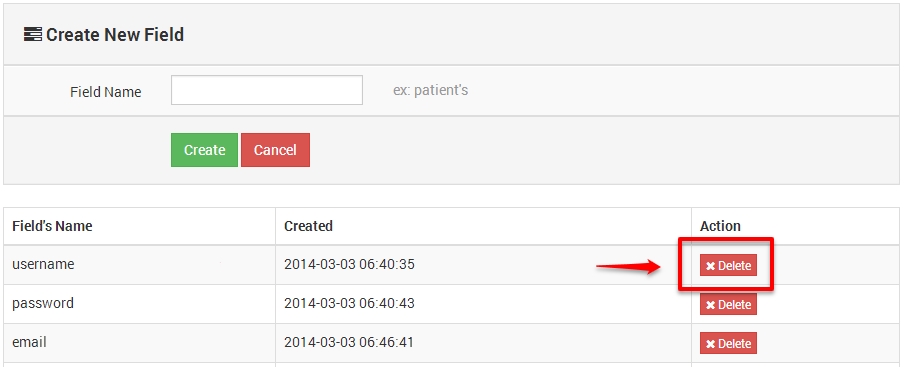 Create New Field
Field Name ex: patient's
Create Cancel
Field's Name Created Action
username 2014-03-03 06:40:35 Delete
password 2014-03-03 06:40:43 Delete
email 2014-03-03 06:46:41 Delete